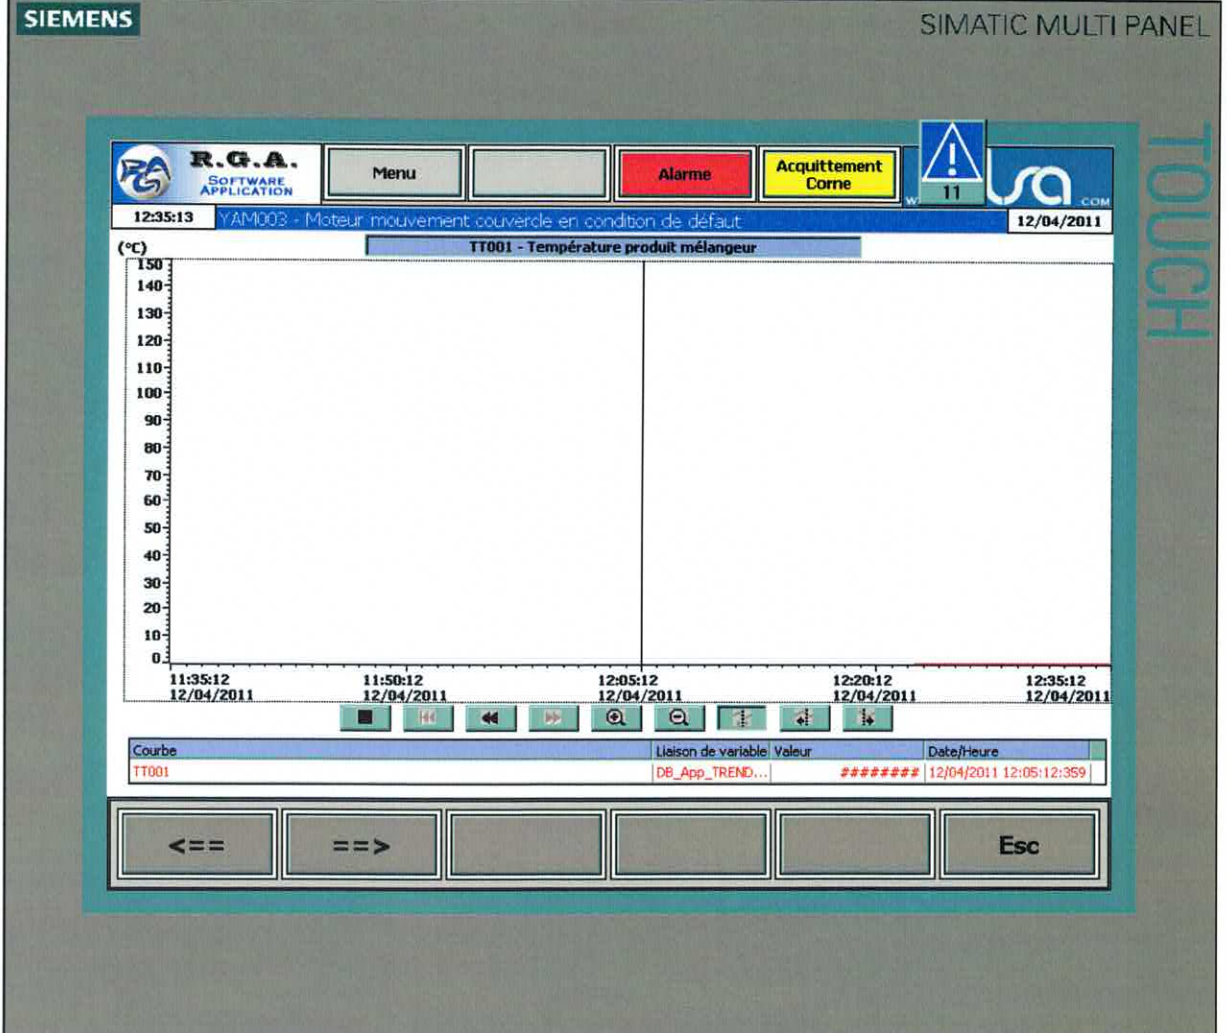 SIEMENS
SIMATIC MULTI PANEL
TOUCH
R.G.A.
SOFTWARE
APPLICATION
Menu
Alarme
Acquittement
Corne
11
.COM
12:35:13
YAM003 - Moteur mouvement couvercle en condition de défaut
12/04/2011
(°C)
TT001 - Température produit mélangeur
150
140
130
120
110
100
90
80
70
60
50
40
30
20
10
0
11:35:12 11:50:12 12:05:12 12:20:12 12:35:12
12/04/2011 12/04/2011 12/04/2011 12/04/2011 12/04/2011
Courbe Liaison de variable Valeur Date/Heure
TT001 DB_App_TREND... ######## 12/04/2011 12:05:12:359
<== ==> Esc